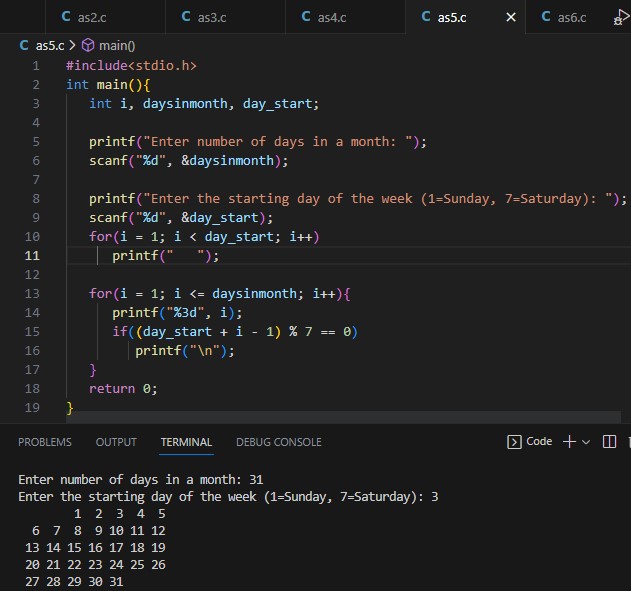 C as2.c C as3.c C as4.c C as5.c × C as6.c
C as5.c > main()
1 #include<stdio.h>
2 int main(){
3    int i, daysinmonth, day_start;
4
5    printf("Enter number of days in a month: ");
6    scanf("%d", &daysinmonth);
7
8    printf("Enter the starting day of the week (1=Sunday, 7=Saturday): ");
9    scanf("%d", &day_start);
10    for(i = 1; i < day_start; i++)
11       printf("   ");
12
13    for(i = 1; i <= daysinmonth; i++){
14       printf("%3d", i);
15       if((day_start + i - 1) % 7 == 0)
16          printf("\n");
17    }
18    return 0;
19 }
PROBLEMS OUTPUT TERMINAL DEBUG CONSOLE Code
Enter number of days in a month: 31
Enter the starting day of the week (1=Sunday, 7=Saturday): 3
        1  2  3  4  5
  6  7  8  9 10 11 12
 13 14 15 16 17 18 19
 20 21 22 23 24 25 26
 27 28 29 30 31